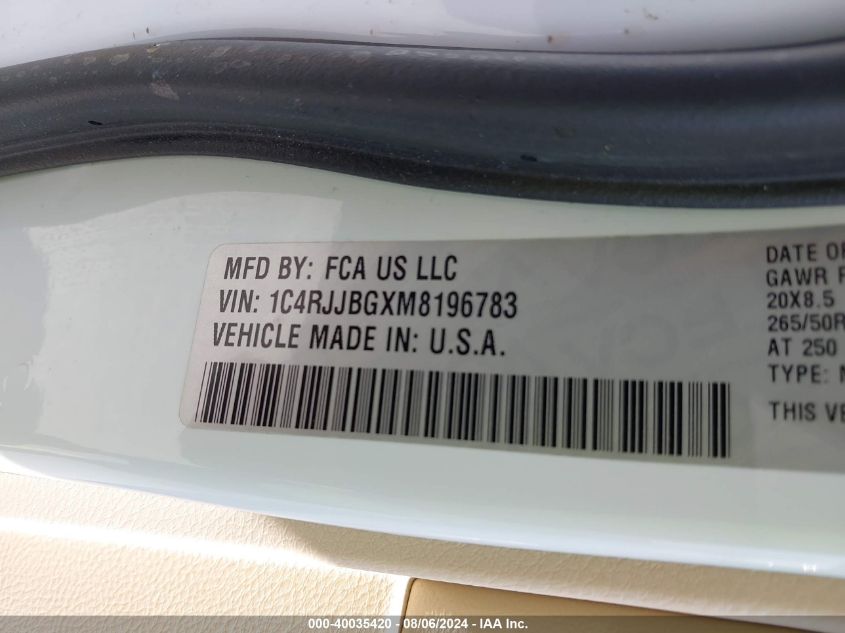 MFD BY: FCA US LLC
VIN: 1C4RJJBGXM8196783
VEHICLE MADE IN: U.S.A.
DATE OF
GAWR
20X8.5
265/50R
AT 250
TYPE:
THIS
000-40035420 - 08/06/2024 - IAA Inc.